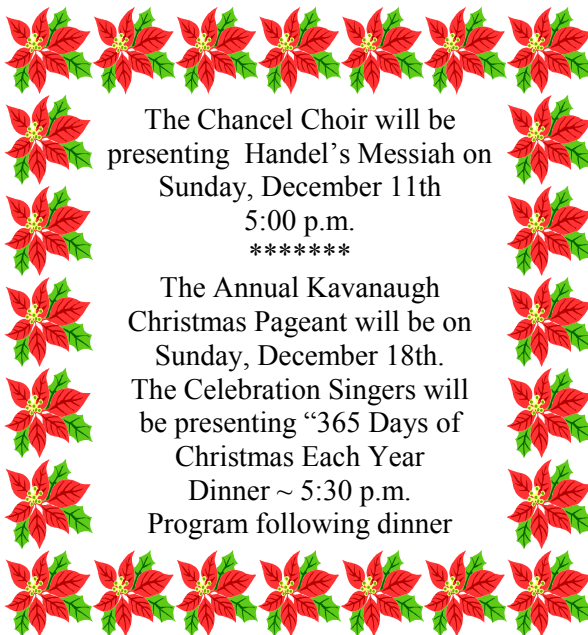 The Chancel Choir will be
presenting  Handel’s Messiah on
Sunday, December 11th
5:00 p.m.
*******
The Annual Kavanaugh
Christmas Pageant will be on
Sunday, December 18th.
The Celebration Singers will
be presenting “365 Days of
Christmas Each Year
Dinner ~ 5:30 p.m.
Program following dinner